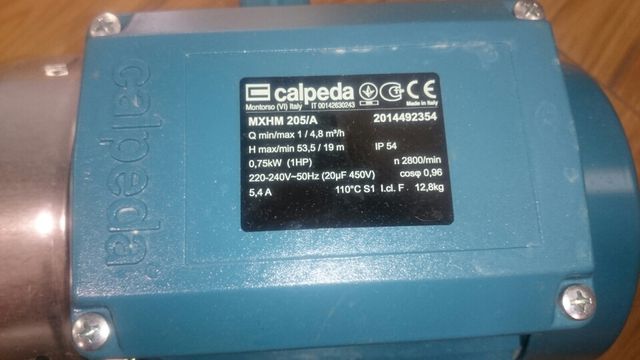 calpeda
calpeda CE
Montorso (VI) Italy IT 00142630243 Made in Italy
MXHM 205/A 2014492354
Q min/max 1 / 4,8 m³/h
H max/min 53,5 / 19 m IP 54
0,75kW (1HP) n 2800/min
220-240V~50Hz (20µF 450V) cosφ 0,96
5,4 A 110°C S1 I.cl. F 12,8kg